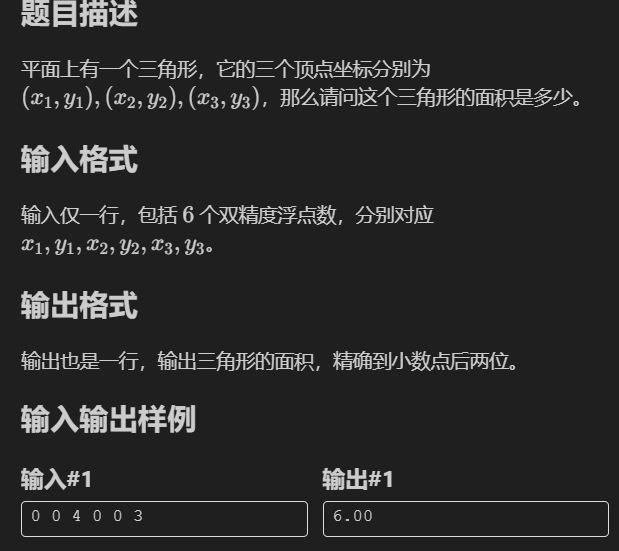 题目描述
平面上有一个三角形，它的三个顶点坐标分别为
(x₁, y₁), (x₂, y₂), (x₃, y₃)，那么请问这个三角形的面积是多少。
输入格式
输入仅一行，包括 6 个双精度浮点数，分别对应
x₁, y₁, x₂, y₂, x₃, y₃。
输出格式
输出也是一行，输出三角形的面积，精确到小数点后两位。
输入输出样例
输入#1 输出#1
0 0 4 0 0 3 6.00